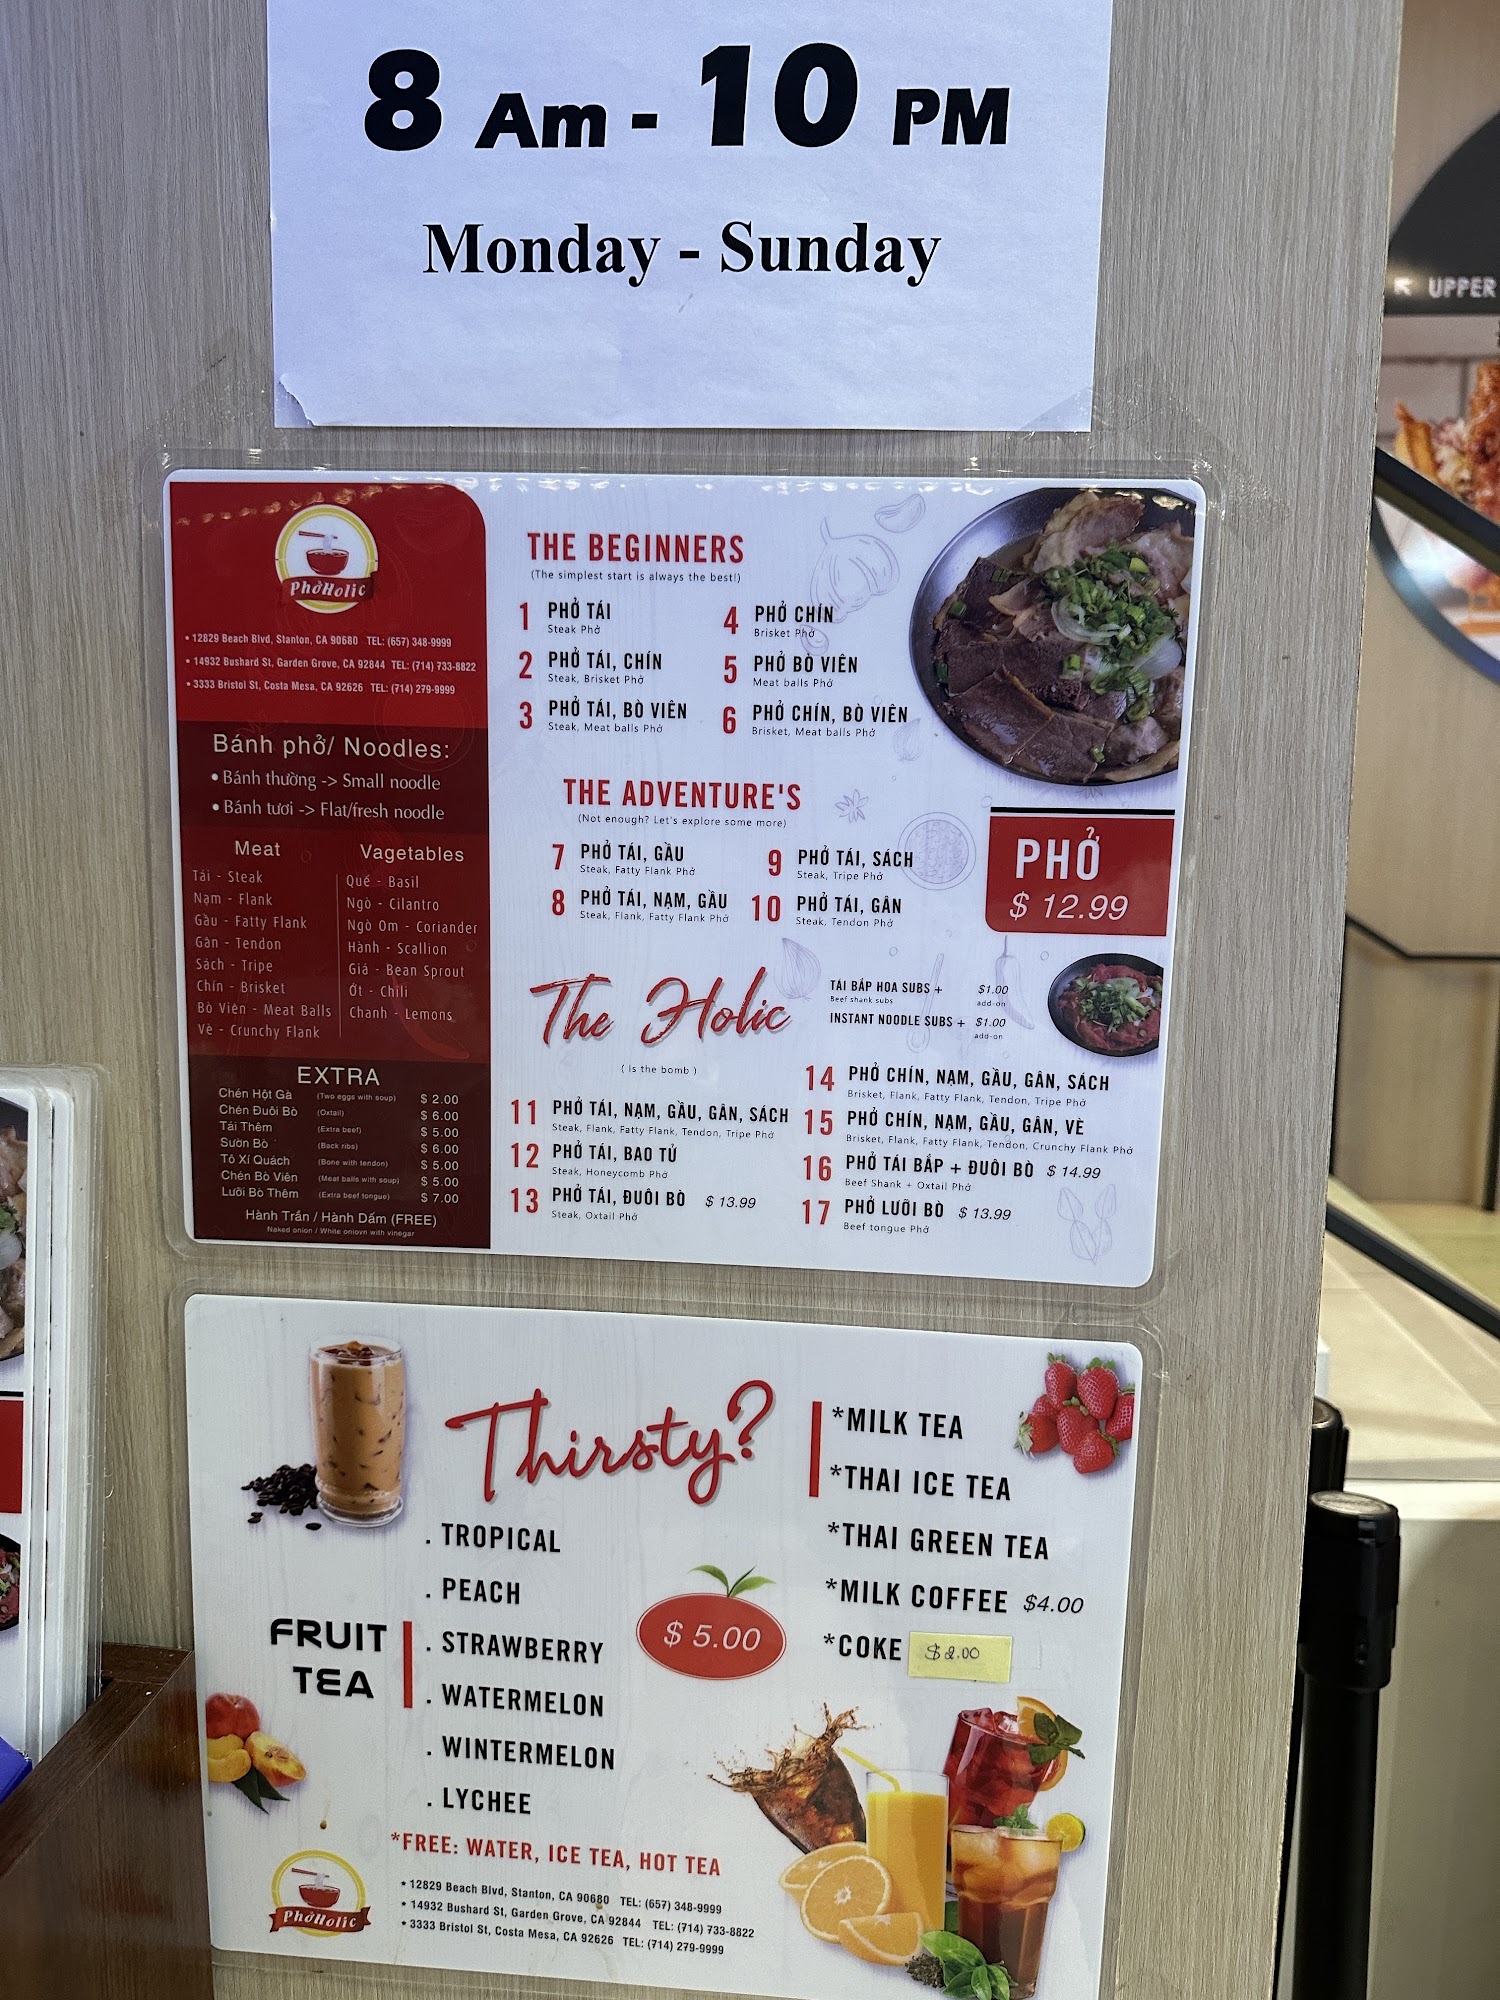 8 Am - 10 PM
Monday - Sunday
UPPER
PhởHolic
• 12829 Beach Blvd, Stanton, CA 90680 TEL: (657) 348-9999
• 14932 Bushard St, Garden Grove, CA 92844 TEL: (714) 733-8822
• 3333 Bristol St, Costa Mesa, CA 92626 TEL: (714) 279-9999
Bánh phở/ Noodles:
• Bánh thường -> Small noodle
• Bánh tươi -> Flat/fresh noodle
Meat
Tái - Steak
Nạm - Flank
Gầu - Fatty Flank
Gân - Tendon
Sách - Tripe
Chín - Brisket
Bò Viên - Meat Balls
Vè - Crunchy Flank
Vagetables
Quế - Basil
Ngò - Cilantro
Ngò Om - Coriander
Hành - Scallion
Giá - Bean Sprout
Ớt - Chili
Chanh - Lemons
EXTRA
Chén Hột Gà (Two eggs with soup) $ 2.00
Chén Đuôi Bò (Oxtail) $ 6.00
Tái Thêm (Extra beef) $ 5.00
Sườn Bò (Back ribs) $ 6.00
Tô Xí Quách (Bone with tendon) $ 5.00
Chén Bò Viên (Meat balls with soup) $ 5.00
Lưỡi Bò Thêm (Extra beef tongue) $ 7.00
Hành Trần / Hành Dấm (FREE)
Naked onion / White oniovn with vinegar
THE BEGINNERS
(The simplest start is always the best!)
1 PHỞ TÁI
Steak Phở
2 PHỞ TÁI, CHÍN
Steak, Brisket Phở
3 PHỞ TÁI, BÒ VIÊN
Steak, Meat balls Phở
4 PHỞ CHÍN
Brisket Phở
5 PHỞ BÒ VIÊN
Meat balls Phở
6 PHỞ CHÍN, BÒ VIÊN
Brisket, Meat balls Phở
THE ADVENTURE'S
(Not enough? Let's explore some more)
7 PHỞ TÁI, GẦU
Steak, Fatty Flank Phở
8 PHỞ TÁI, NẠM, GẦU
Steak, Flank, Fatty Flank Phở
9 PHỞ TÁI, SÁCH
Steak, Tripe Phở
10 PHỞ TÁI, GÂN
Steak, Tendon Phở
PHỞ
$ 12.99
The Holic
( Is the bomb )
TÁI BẮP HOA SUBS + $1.00
Beef shank subs add-on
INSTANT NOODLE SUBS + $1.00
add-on
11 PHỞ TÁI, NẠM, GẦU, GÂN, SÁCH
Steak, Flank, Fatty Flank, Tendon, Tripe Phở
12 PHỞ TÁI, BAO TỬ
Steak, Honeycomb Phở
13 PHỞ TÁI, ĐUÔI BÒ $ 13.99
Steak, Oxtail Phở
14 PHỞ CHÍN, NẠM, GẦU, GÂN, SÁCH
Brisket, Flank, Fatty Flank, Tendon, Tripe Phở
15 PHỞ CHÍN, NẠM, GẦU, GÂN, VÈ
Brisket, Flank, Fatty Flank, Tendon, Crunchy Flank Phở
16 PHỞ TÁI BẮP + ĐUÔI BÒ $ 14.99
Beef Shank + Oxtail Phở
17 PHỞ LƯỠI BÒ $ 13.99
Beef tongue Phở
Thirsty?
FRUIT
TEA
. TROPICAL
. PEACH
. STRAWBERRY
. WATERMELON
. WINTERMELON
. LYCHEE
$ 5.00
*MILK TEA
*THAI ICE TEA
*THAI GREEN TEA
*MILK COFFEE $4.00
*COKE $2.00
*FREE: WATER, ICE TEA, HOT TEA
PhởHolic
• 12829 Beach Blvd, Stanton, CA 90680 TEL: (657) 348-9999
• 14932 Bushard St, Garden Grove, CA 92844 TEL: (714) 733-8822
• 3333 Bristol St, Costa Mesa, CA 92626 TEL: (714) 279-9999